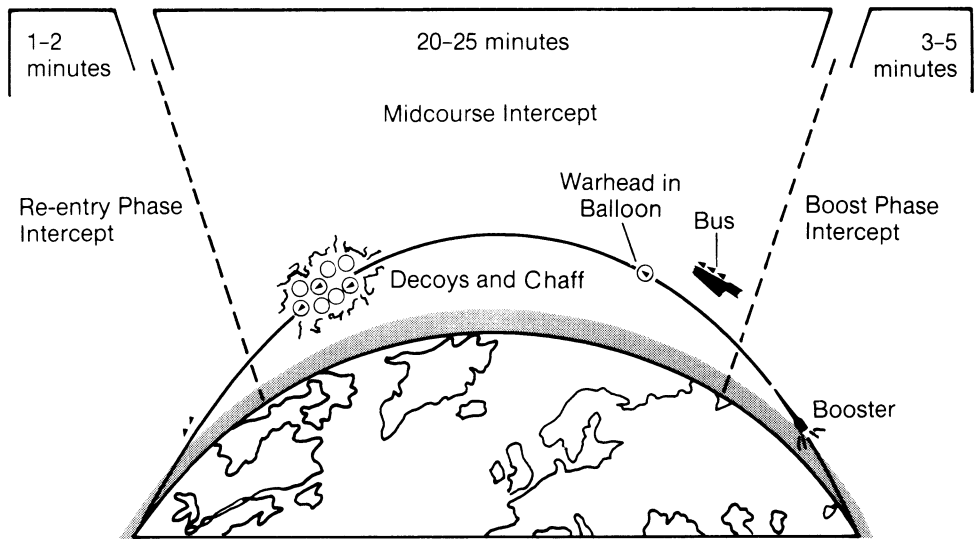 1–2
minutes
20–25 minutes
3–5
minutes
Midcourse Intercept
Re-entry Phase
Intercept
Warhead in
Balloon
Bus
Boost Phase
Intercept
Decoys and Chaff
Booster